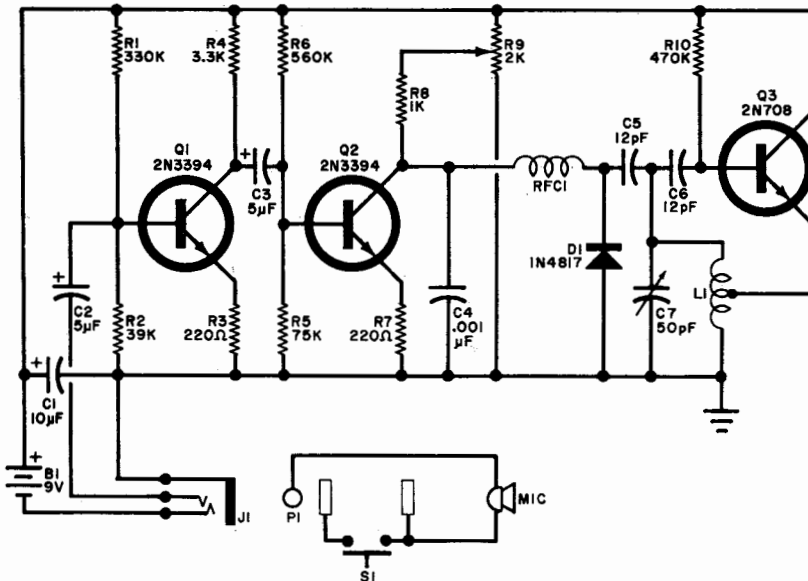 R1
330K
R4
3.3K
R6
560K
R9
2K
R10
470K
R8
1K
Q3
2N708
Q1
2N3394
Q2
2N3394
C5
12pF
+
C3
5µF
RFC1
C6
12pF
D1
1N4817
+
C2
5µF
R2
39K
R3
220Ω
R5
75K
R7
220Ω
C4
.001
µF
C7
50pF
L1
+
C1
10µF
+
B1
9V
J1
P1
MIC
S1